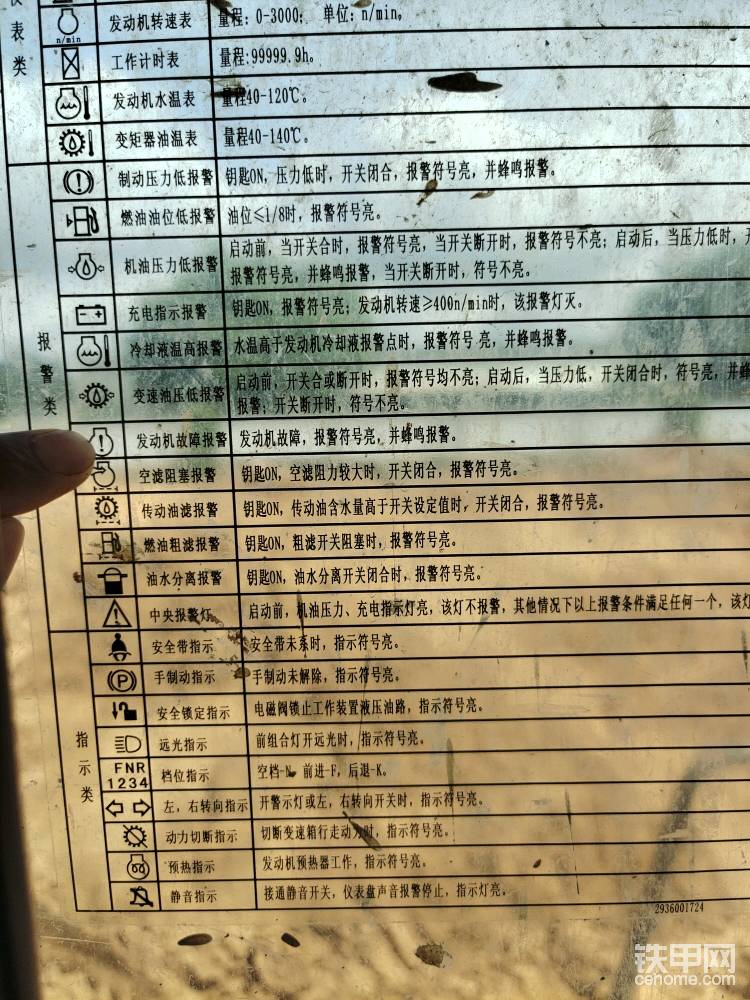 表
类
n/min
发动机转速表
量程: 0-3000; 单位: n/min。
工作计时表
量程:99999.9h。
发动机水温表
量程40-120℃。
变矩器油温表
量程40-140℃。
报
警
类
制动压力低报警
钥匙ON, 压力低时, 开关闭合, 报警符号亮, 并蜂鸣报警。
燃油油位低报警
油位≤1/8时, 报警符号亮。
机油压力低报警
启动前, 当开关合时, 报警符号亮, 当开关断开时, 报警符号不亮; 启动后, 当压力低时, 开
报警符号亮, 并蜂鸣报警, 当开关断开时, 符号不亮。
充电指示报警
钥匙ON, 报警符号亮; 发动机转速≥400n/min时, 该报警灯灭。
冷却液温高报警
水温高于发动机冷却液报警点时, 报警符号 亮, 并蜂鸣报警。
变速油压低报警
启动前, 开关合或断开时, 报警符号均不亮; 启动后, 当压力低, 开关闭合时, 符号亮, 并蜂
报警; 开关断开时, 符号不亮。
发动机故障报警
发动机故障, 报警符号亮, 并蜂鸣报警。
空滤阻塞报警
钥匙ON, 空滤阻力较大时, 开关闭合, 报警符号亮。
传动油滤报警
钥匙ON, 传动油含水量高于开关设定值时, 开关闭合, 报警符号亮。
燃油粗滤报警
钥匙ON, 粗滤开关阻塞时, 报警符号亮。
油水分离报警
钥匙ON, 油水分离开关闭合时, 报警符号亮。
中央报警灯
启动前, 机油压力、充电指示灯亮, 该灯不报警, 其他情况下以上报警条件满足任何一个, 该灯
指
示
类
安全带指示
安全带未系时, 指示符号亮。
P
手制动指示
手制动未解除, 指示符号亮。
安全锁定指示
电磁阀锁止工作装置液压油路, 指示符号亮。
远光指示
前组合灯开远光时, 指示符号亮。
FNR
1234
档位指示
空档-N, 前进-F, 后退-R。
左, 右转向指示
开警示灯或左, 右转向开关时, 指示符号亮。
动力切断指示
切断变速箱行走动力时, 指示符号亮。
预热指示
发动机预热器工作, 指示符号亮。
静音指示
接通静音开关, 仪表盘声音报警停止, 指示灯亮。
2936001724
铁甲网
cehome.com